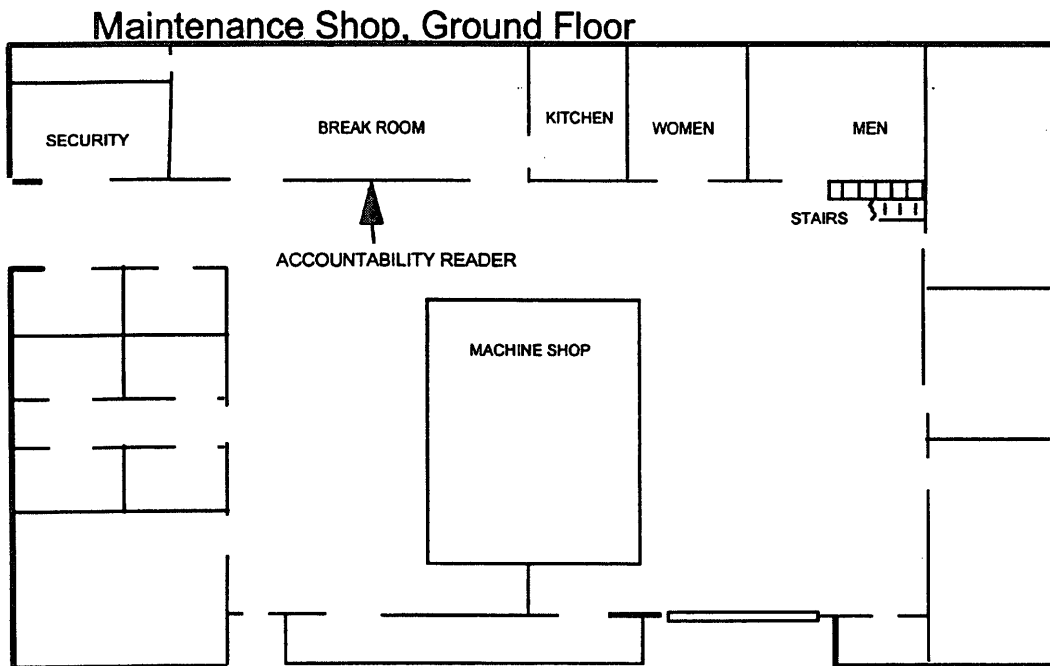 Maintenance Shop, Ground Floor
SECURITY
BREAK ROOM
KITCHEN
WOMEN
MEN
STAIRS
ACCOUNTABILITY READER
MACHINE SHOP